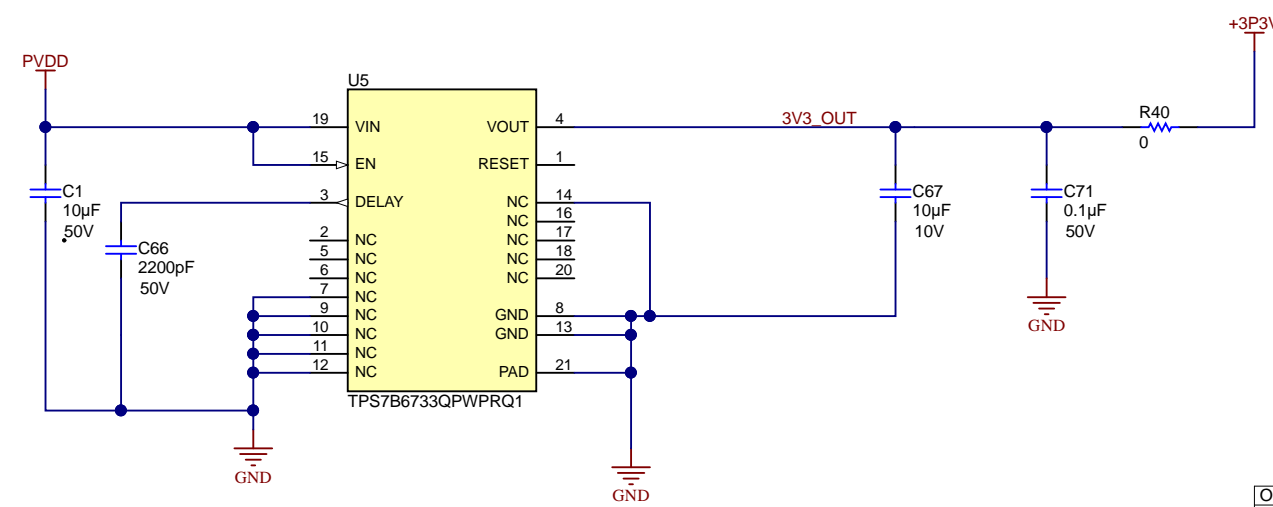 +3P3V
PVDD
U5
19 VIN VOUT 4 3V3_OUT R40
0
15 EN RESET 1
C1
10µF
50V
3 DELAY NC 14
C67
10µF
10V
C71
0.1µF
50V
NC 16
2 NC NC 17
5 NC NC 18
6 NC NC 20
C66
2200pF
50V
7 NC
9 NC GND 8
10 NC GND 13
11 NC
12 NC PAD 21
GND
TPS7B6733QPWPRQ1
GND
GND
O